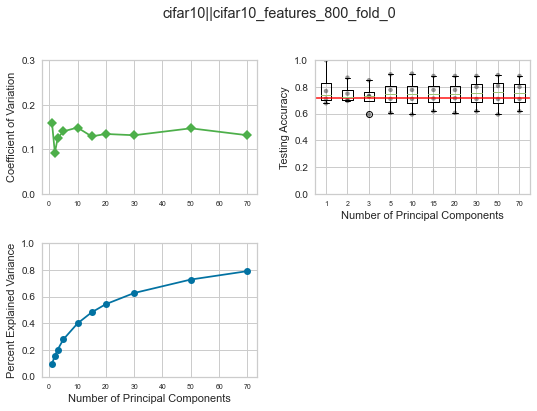 cifar10||cifar10_features_800_fold_0
Coefficient of Variation
0.3
0.2
0.1
0.0
0 10 20 30 40 50 60 70
Testing Accuracy
1.0
0.8
0.6
0.4
0.2
0.0
1 2 3 5 10 15 20 30 50 70
Number of Principal Components
Percent Explained Variance
1.0
0.8
0.6
0.4
0.2
0.0
0 10 20 30 40 50 60 70
Number of Principal Components